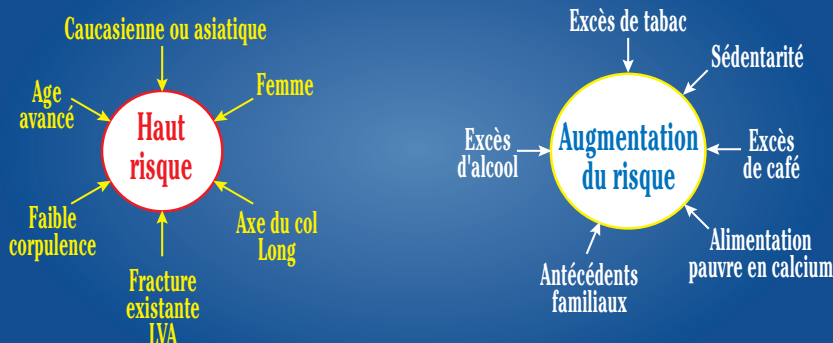 Caucasienne ou asiatique
Age
avancé
Femme
Haut
risque
Faible
corpulence
Axe du col
Long
Fracture
existante
LVA
Excès de tabac
Sédentarité
Excès
d'alcool
Augmentation
du risque
Excès
de café
Antécédents
familiaux
Alimentation
pauvre en calcium